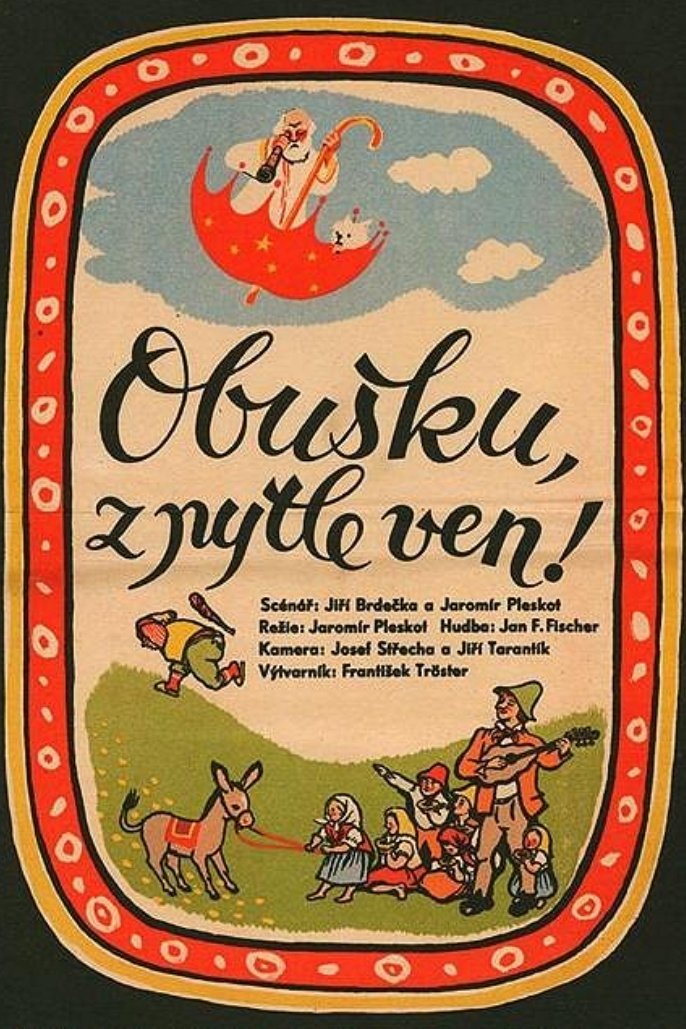 Obušku,
z pytle ven!
Scénář: Jiří Brdečka a Jaromír Pleskot
Režie: Jaromír Pleskot Hudba: Jan F. Fischer
Kamera: Josef Střecha a Jiří Tarantík
Výtvarník: František Tröster